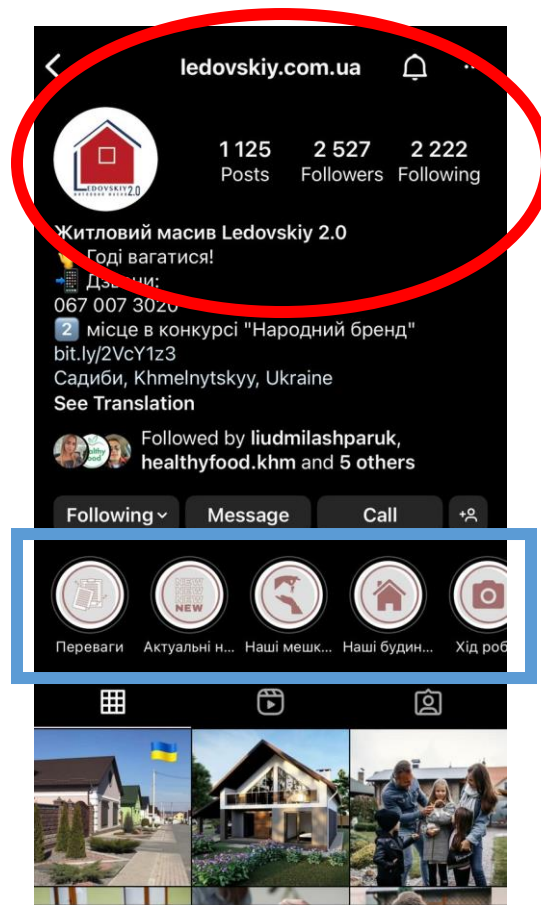 ledovskiy.com.ua
LEDOVSKIY 2.0
1 125 2 527 2 222
Posts Followers Following
Житловий масив Ledovskiy 2.0
Годі вагатися!
Дзвони:
067 007 3020
2 місце в конкурсі "Народний бренд"
bit.ly/2VcY1z3
Садиби, Khmelnytskyy, Ukraine
See Translation
Followed by liudmilashparuk,
healthyfood.khm and 5 others
Following Message Call
NEW
NEW
NEW
NEW
Переваги Актуальні н... Наші мешк... Наші будин... Хід роб